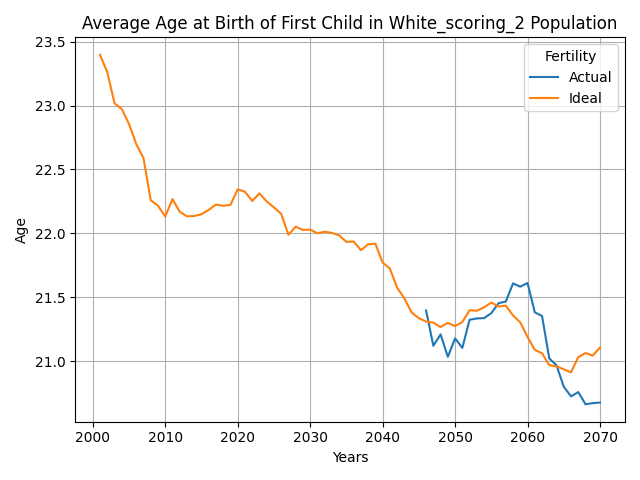 Average Age at Birth of First Child in White_scoring_2 Population
Fertility
Actual
Ideal
23.5
23.0
22.5
22.0
21.5
21.0
Age
2000 2010 2020 2030 2040 2050 2060 2070
Years